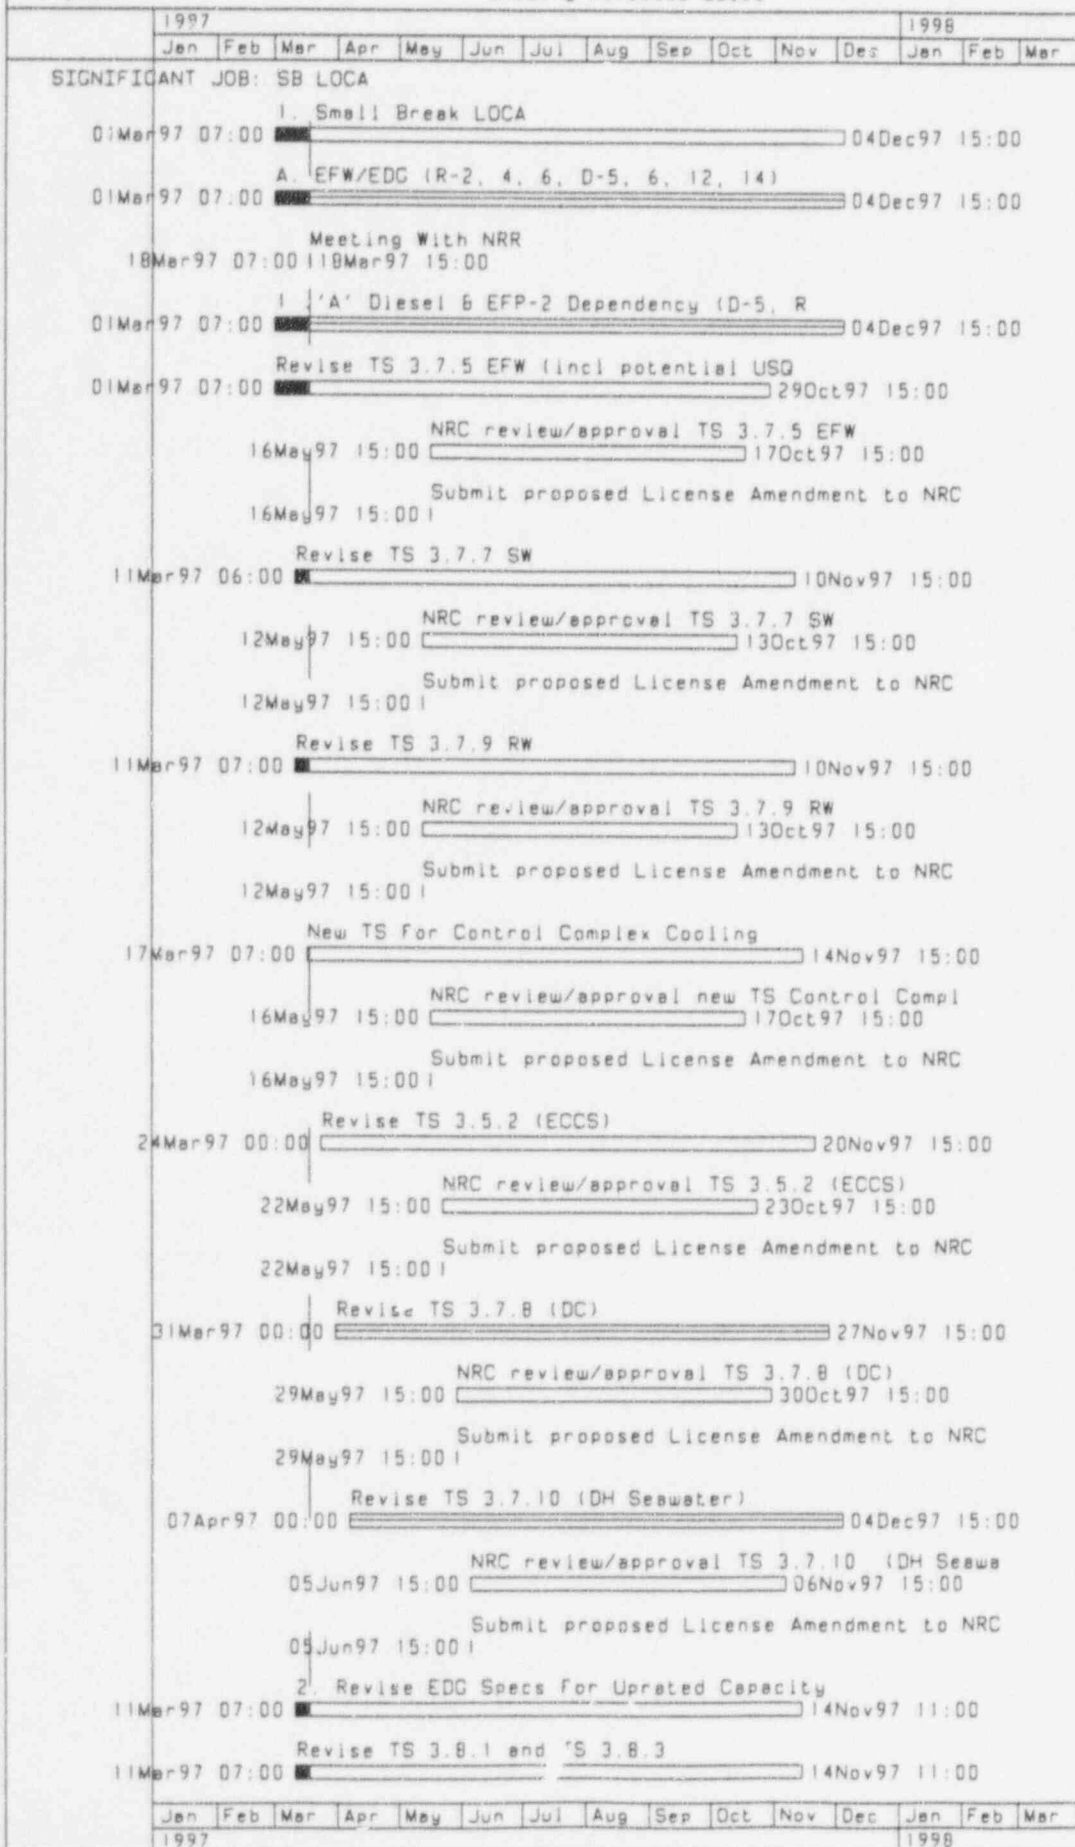 1997 1998
Jan Feb Mar Apr May Jun Jul Aug Sep Oct Nov Dec Jan Feb Mar
SIGNIFICANT JOB: SB LOCA
1. Small Break LOCA
01Mar97 07:00 04Dec97 15:00
A. EFW/EDG (R-2, 4, 6, D-5, 6, 12, 14)
01Mar97 07:00 04Dec97 15:00
Meeting With NRR
18Mar97 07:00 18Mar97 15:00
1. 'A' Diesel & EFP-2 Dependency (D-5, R
01Mar97 07:00 04Dec97 15:00
Revise TS 3.7.5 EFW (incl potential USQ
01Mar97 07:00 29Oct97 15:00
NRC review/approval TS 3.7.5 EFW
16May97 15:00 17Oct97 15:00
Submit proposed License Amendment to NRC
16May97 15:00
Revise TS 3.7.7 SW
11Mar97 06:00 10Nov97 15:00
NRC review/approval TS 3.7.7 SW
12May97 15:00 13Oct97 15:00
Submit proposed License Amendment to NRC
12May97 15:00
Revise TS 3.7.9 RW
11Mar97 07:00 10Nov97 15:00
NRC review/approval TS 3.7.9 RW
12May97 15:00 13Oct97 15:00
Submit proposed License Amendment to NRC
12May97 15:00
New TS For Control Complex Cooling
17Mar97 07:00 14Nov97 15:00
NRC review/approval new TS Control Compl
16May97 15:00 17Oct97 15:00
Submit proposed License Amendment to NRC
16May97 15:00
Revise TS 3.5.2 (ECCS)
24Mar97 00:00 20Nov97 15:00
NRC review/approval TS 3.5.2 (ECCS)
22May97 15:00 23Oct97 15:00
Submit proposed License Amendment to NRC
22May97 15:00
Revise TS 3.7.8 (DC)
31Mar97 00:00 27Nov97 15:00
NRC review/approval TS 3.7.8 (DC)
29May97 15:00 30Oct97 15:00
Submit proposed License Amendment to NRC
29May97 15:00
Revise TS 3.7.10 (DH Seawater)
07Apr97 00:00 04Dec97 15:00
NRC review/approval TS 3.7.10 (DH Seawa
05Jun97 15:00 06Nov97 15:00
Submit proposed License Amendment to NRC
05Jun97 15:00
2. Revise EDG Specs For Uprated Capacity
11Mar97 07:00 14Nov97 11:00
Revise TS 3.8.1 and TS 3.8.3
11Mar97 07:00 14Nov97 11:00
Jan Feb Mar Apr May Jun Jul Aug Sep Oct Nov Dec Jan Feb Mar
1997 1998